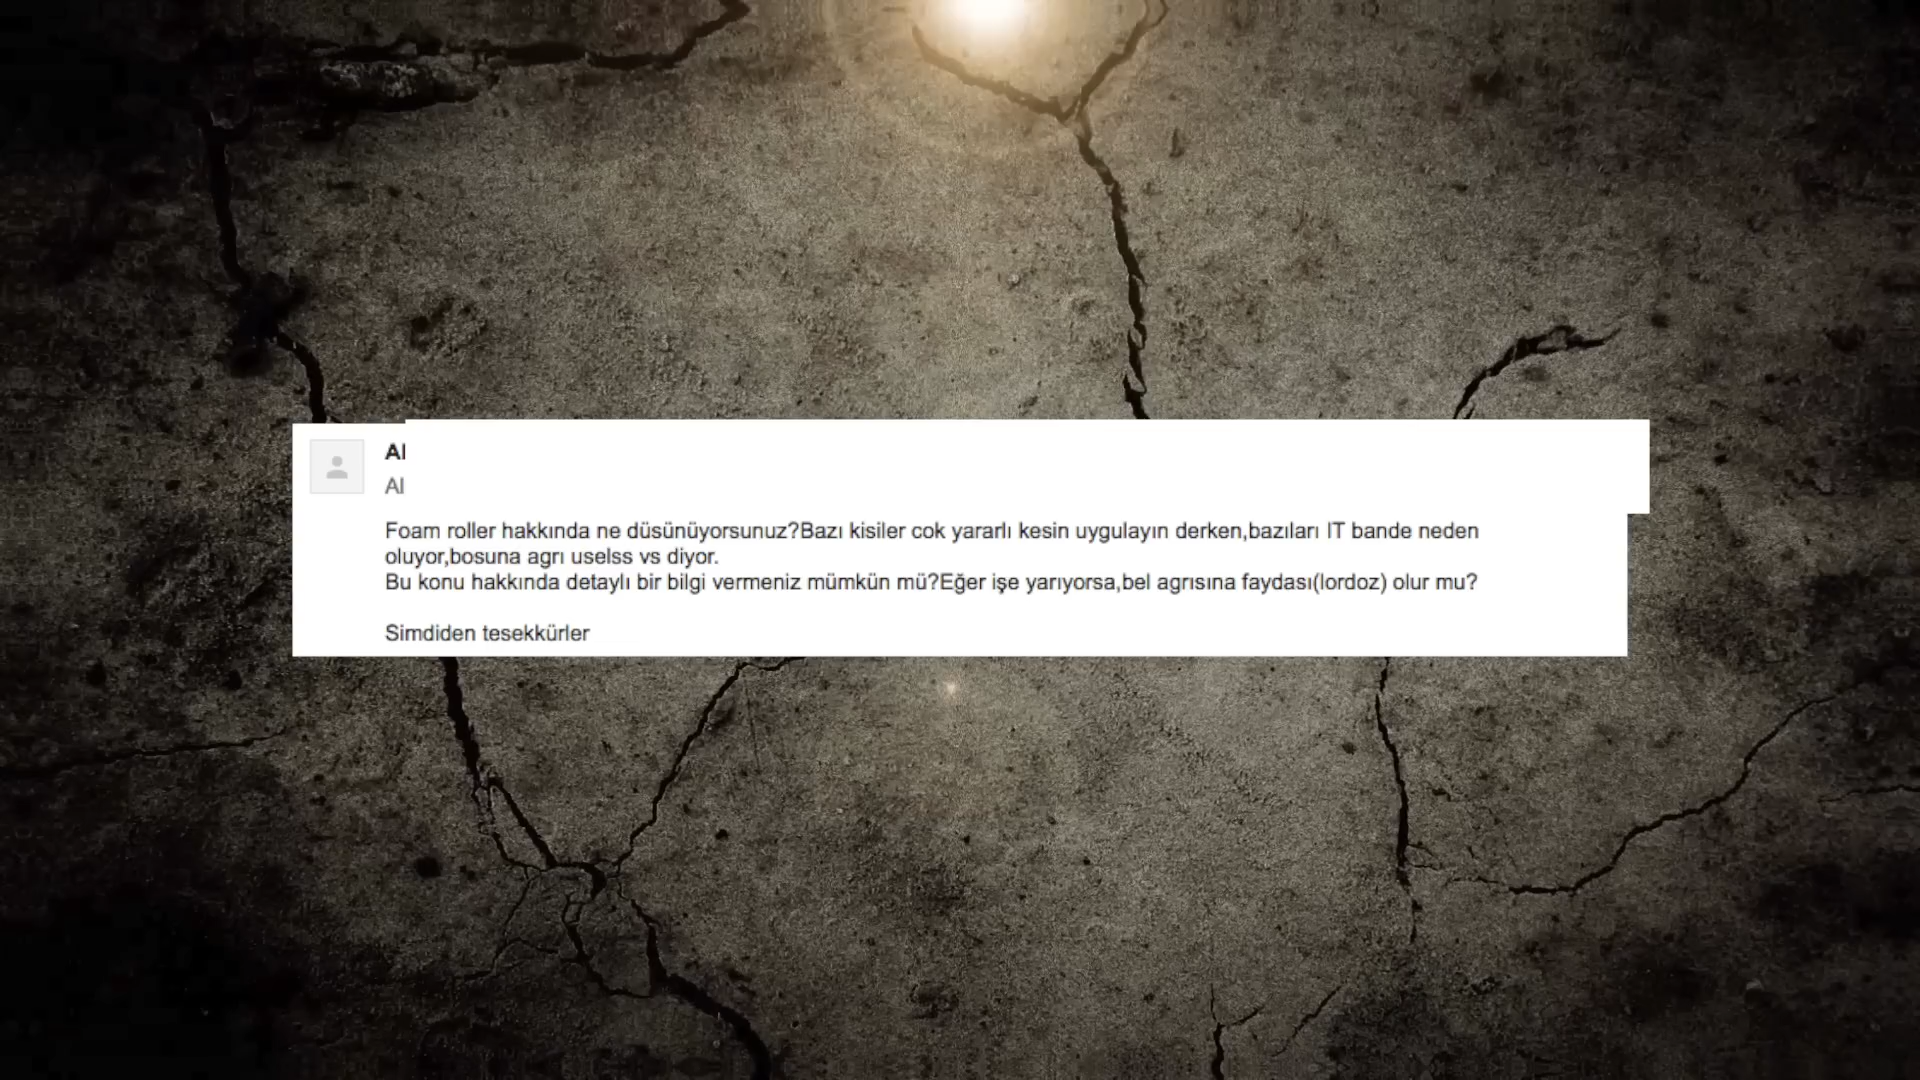 Al
Al
Foam roller hakkında ne düsünüyorsunuz?Bazı kisiler cok yararlı kesin uygulayın derken,bazıları IT bande neden
oluyor,bosuna agrı uselss vs diyor.
Bu konu hakkında detaylı bir bilgi vermeniz mümkün mü?Eğer işe yarıyorsa,bel agrısına faydası(lordoz) olur mu?
Simdiden tesekkürler